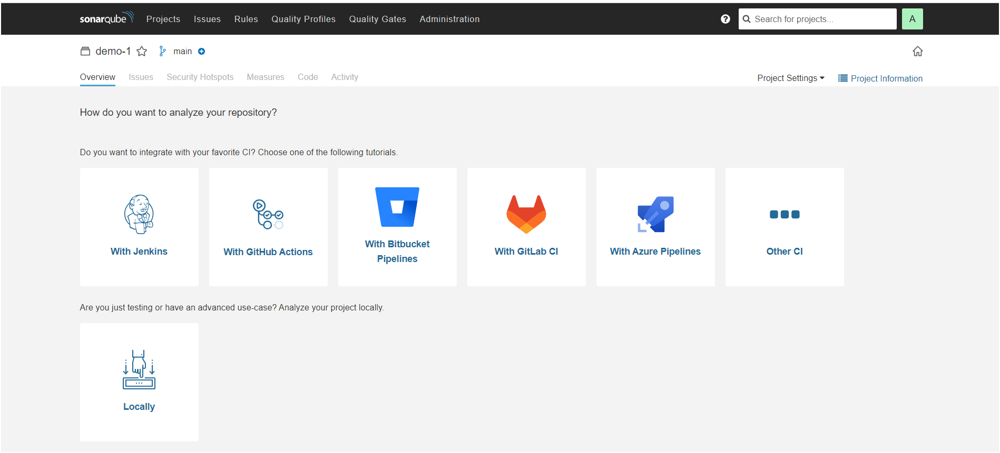 sonarqube Projects Issues Rules Quality Profiles Quality Gates Administration Search for projects... A
demo-1 main
Overview Issues Security Hotspots Measures Code Activity Project Settings Project Information
How do you want to analyze your repository?
Do you want to integrate with your favorite CI? Choose one of the following tutorials.
With Jenkins
With GitHub Actions
With Bitbucket
Pipelines
With GitLab CI
With Azure Pipelines
Other CI
Are you just testing or have an advanced use-case? Analyze your project locally.
Locally